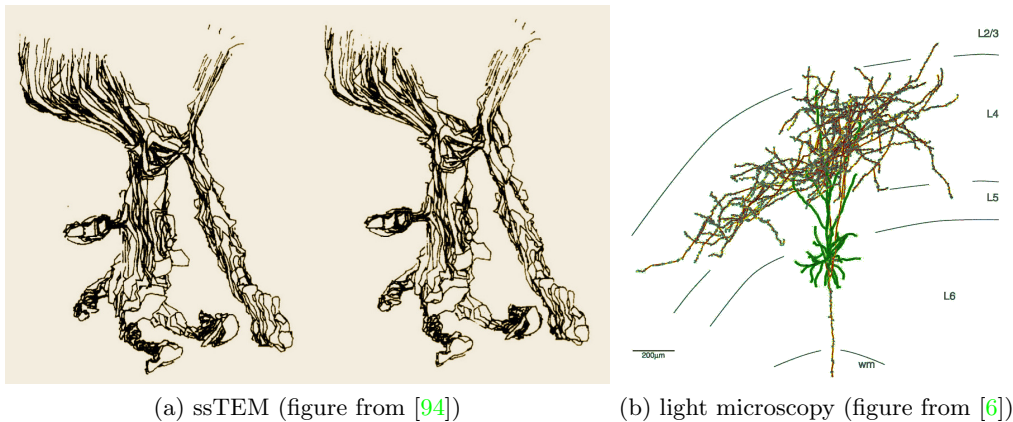 L2/3
L4
L5
L6
200µm
wm
(a) ssTEM (figure from [94])
(b) light microscopy (figure from [6])